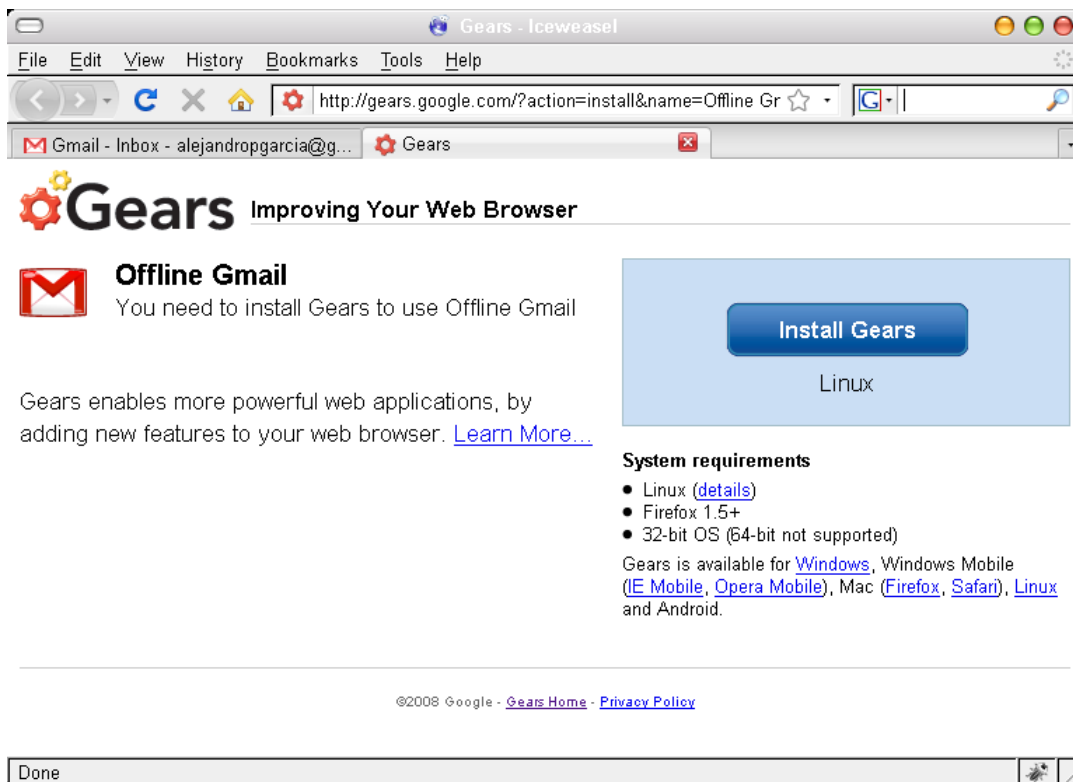 Gears - Iceweasel
File Edit View History Bookmarks Tools Help
http://gears.google.com/?action=install&name=Offline Gr
G
Gmail - Inbox - alejandropgarcia@g...
Gears
Gears Improving Your Web Browser
Offline Gmail
You need to install Gears to use Offline Gmail
Gears enables more powerful web applications, by
adding new features to your web browser. Learn More...
Install Gears
Linux
System requirements
• Linux (details)
• Firefox 1.5+
• 32-bit OS (64-bit not supported)
Gears is available for Windows, Windows Mobile
(IE Mobile, Opera Mobile), Mac (Firefox, Safari), Linux
and Android.
©2008 Google - Gears Home - Privacy Policy
Done